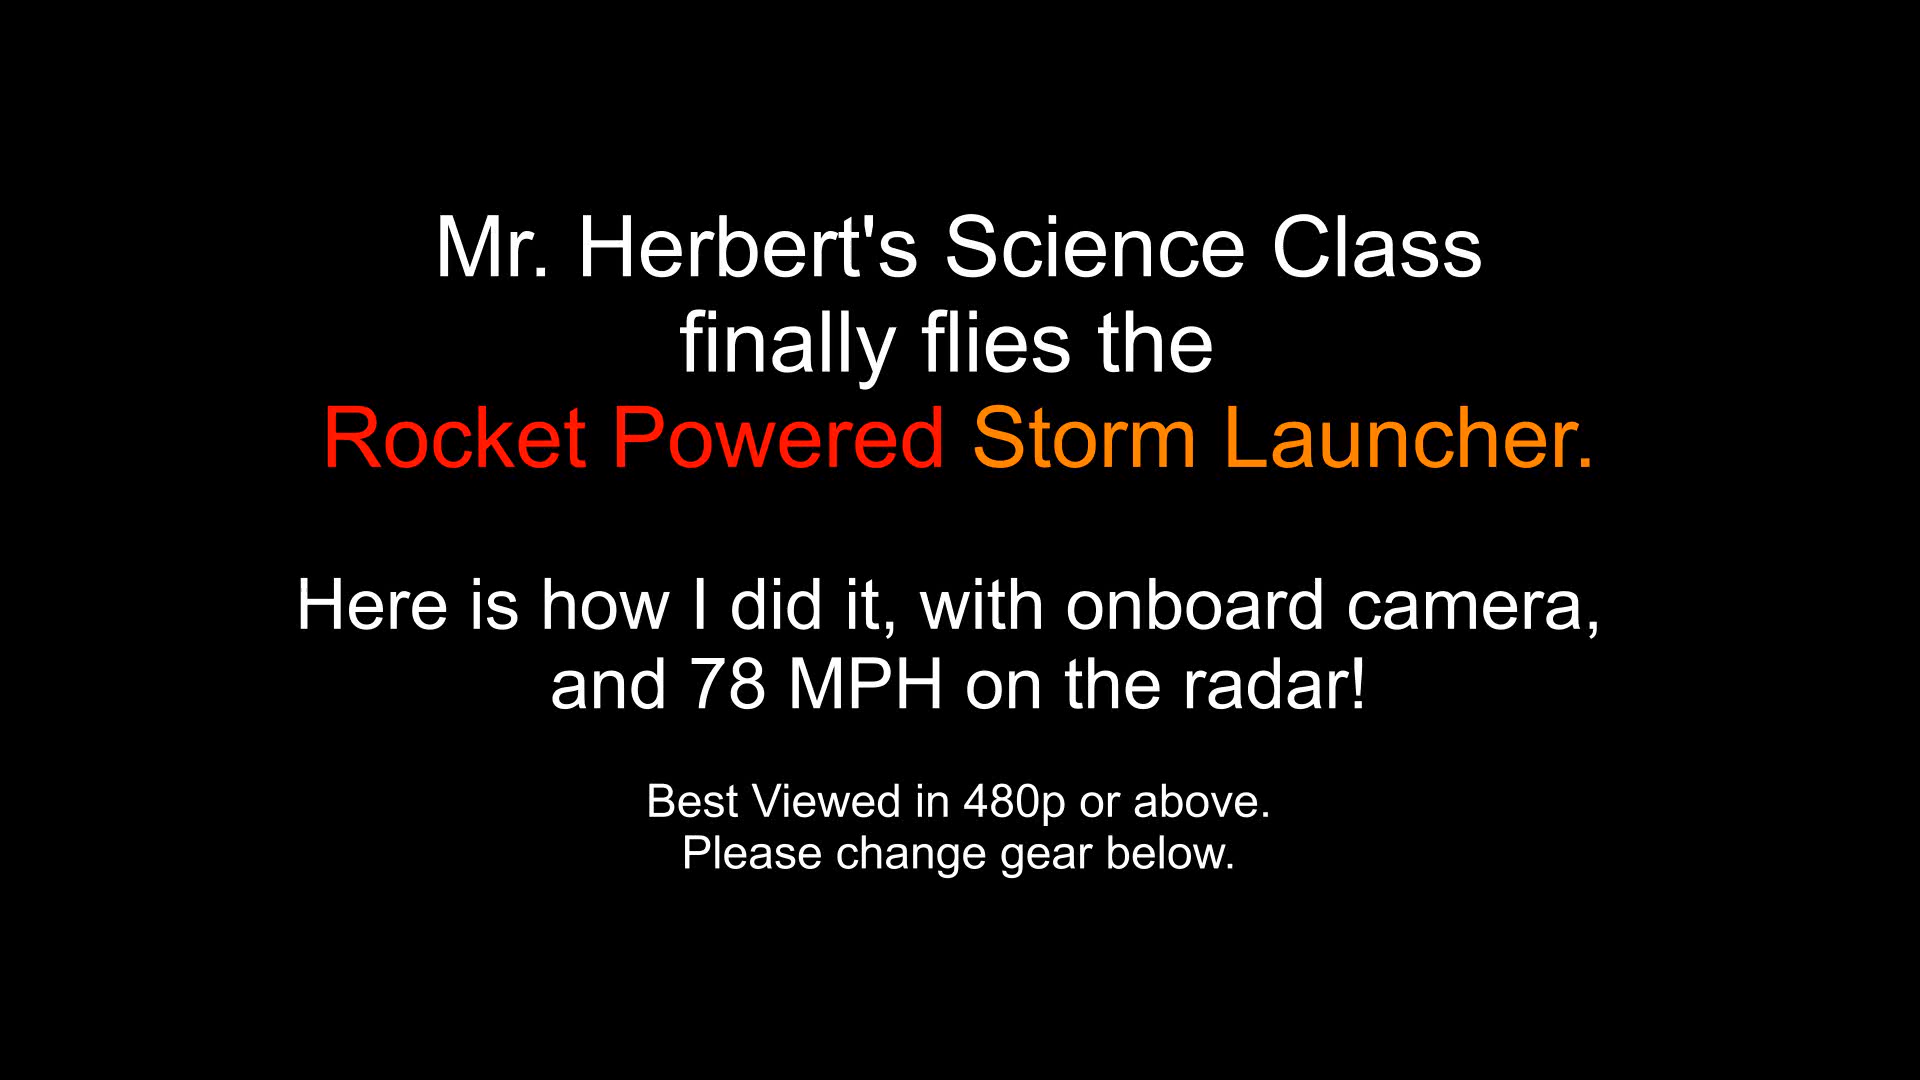 Mr. Herbert's Science Class
finally flies the
Rocket Powered Storm Launcher.
Here is how I did it, with onboard camera,
and 78 MPH on the radar!
Best Viewed in 480p or above.
Please change gear below.